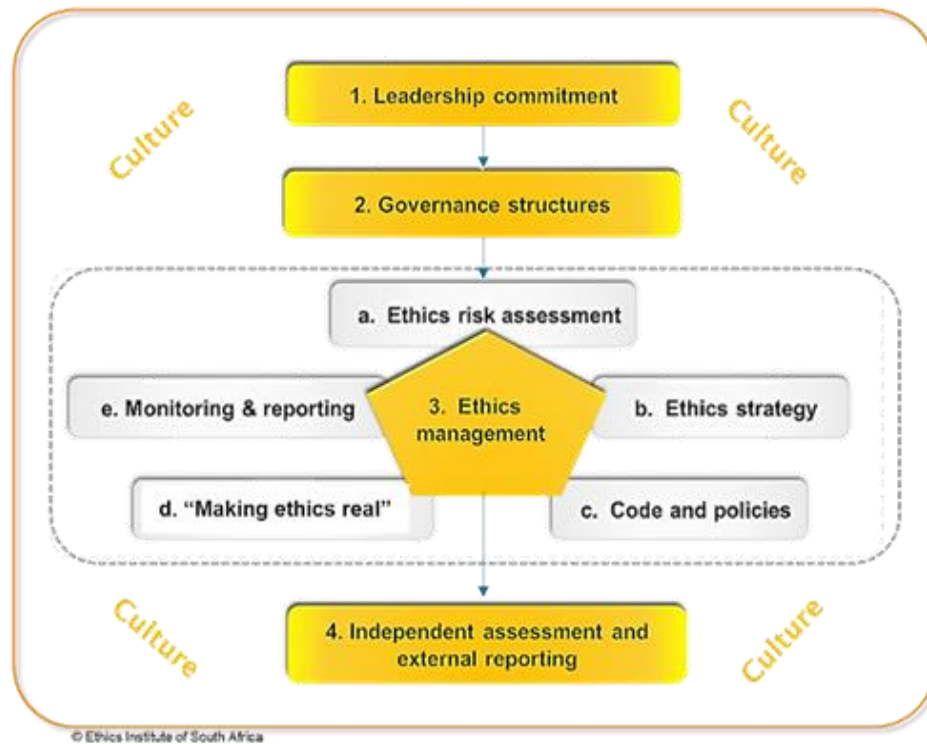 Culture
Culture
1. Leadership commitment
2. Governance structures
a. Ethics risk assessment
e. Monitoring & reporting
3. Ethics
management
b. Ethics strategy
d. “Making ethics real”
c. Code and policies
Culture
Culture
4. Independent assessment and
external reporting
© Ethics Institute of South Africa